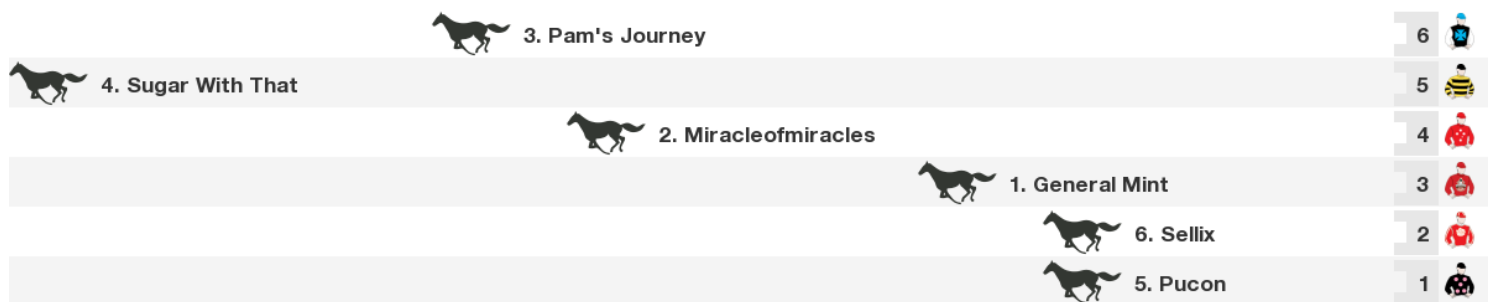 3. Pam's Journey 6
4. Sugar With That 5
2. Miracleofmiracles 4
1. General Mint 3
6. Sellix 2
5. Pucon 1